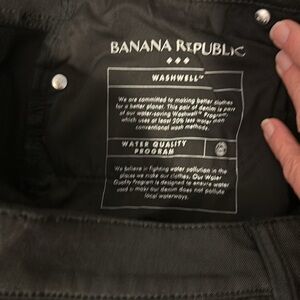 BANANA REPUBLIC
WASHWELL™
We are committed to making better clothes
for a better planet. This pair of denim is part
of our water-saving Washwell™ Program,
which uses at least 20% less water than
conventional wash methods.
WATER QUALITY
PROGRAM
We believe in fighting water pollution in the
places we make our clothes. Our Water
Quality Program is designed to ensure water
used to make our denim does not pollute
local waterways.